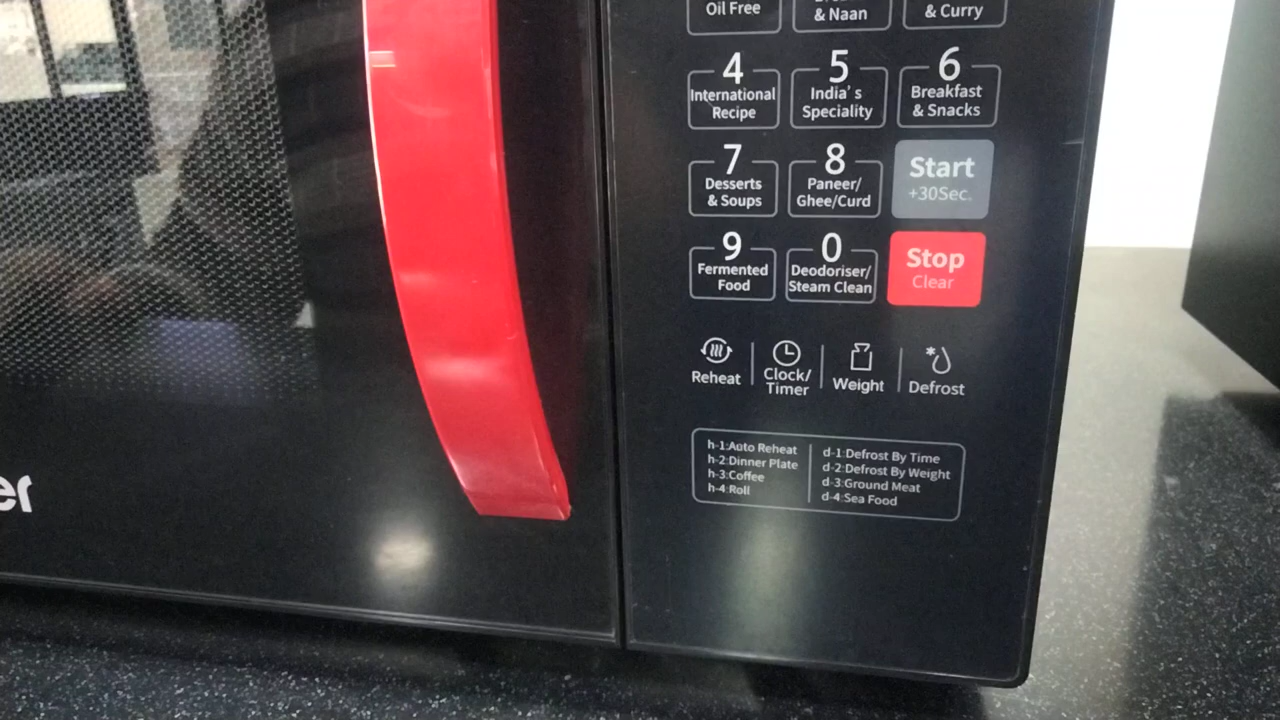 Oil Free
& Naan
& Curry
4
International
Recipe
5
India's
Speciality
6
Breakfast
& Snacks
7
Desserts
& Soups
8
Paneer/
Ghee/Curd
Start
+30Sec.
9
Fermented
Food
0
Deodoriser/
Steam Clean
Stop
Clear
Reheat
Clock/
Timer
Weight
Defrost
h-1:Auto Reheat
h-2:Dinner Plate
h-3:Coffee
h-4:Roll
d-1:Defrost By Time
d-2:Defrost By Weight
d-3:Ground Meat
d-4:Sea Food
er